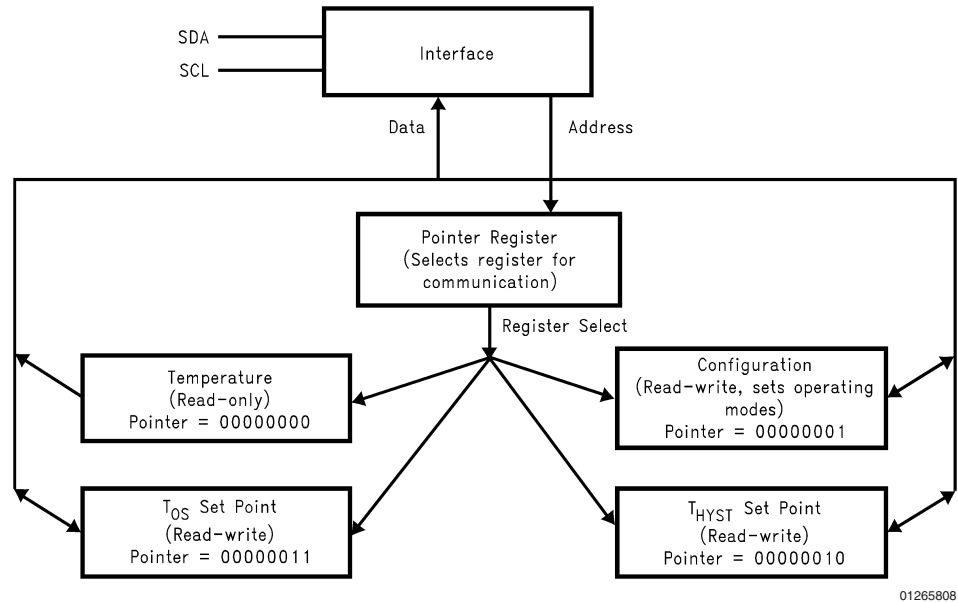 SDA
SCL
Interface
Data
Address
Pointer Register
(Selects register for
communication)
Register Select
Temperature
(Read-only)
Pointer = 00000000
Configuration
(Read-write, sets operating
modes)
Pointer = 00000001
TOS Set Point
(Read-write)
Pointer = 00000011
THYST Set Point
(Read-write)
Pointer = 00000010
01265808